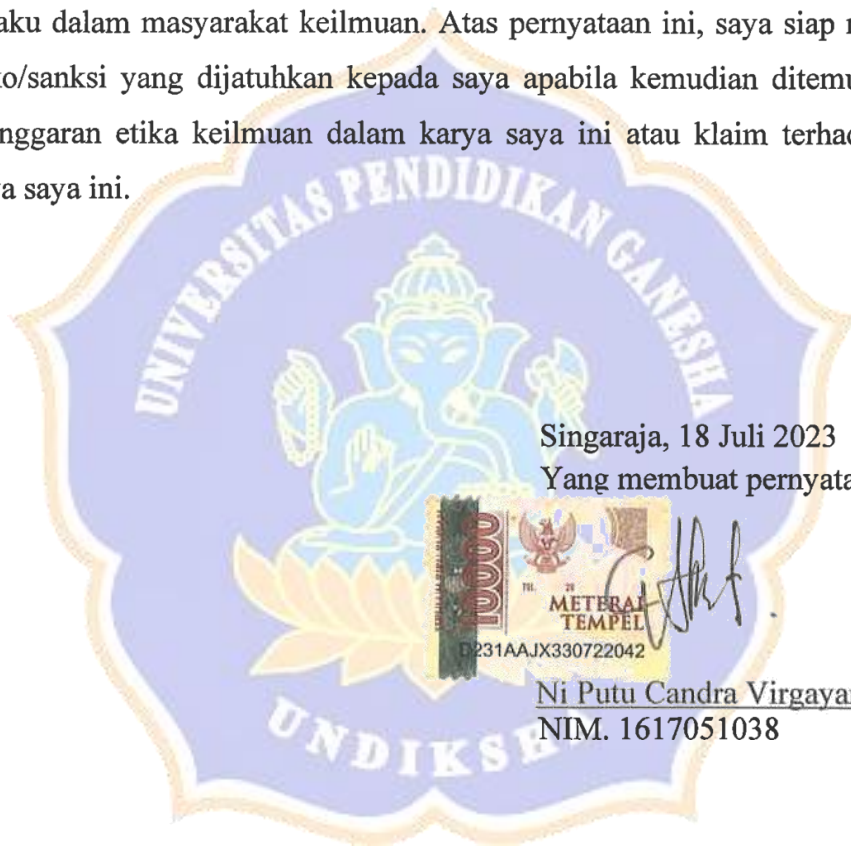 aku dalam masyarakat keilmuan. Atas pernyataan ini, saya siap
o/sanksi yang dijatuhkan kepada saya apabila kemudian ditemu
nggaran etika keilmuan dalam karya saya ini atau klaim terhad
a saya ini.
UNIVERSITAS PENDIDIKAN GANESHA
Singaraja, 18 Juli 2023
Yang membuat pernyata
10000
METERAI
TEMPEL
D231AAJX330722042
Ni Putu Candra Virgaya
NIM. 1617051038
UNDIKSHA